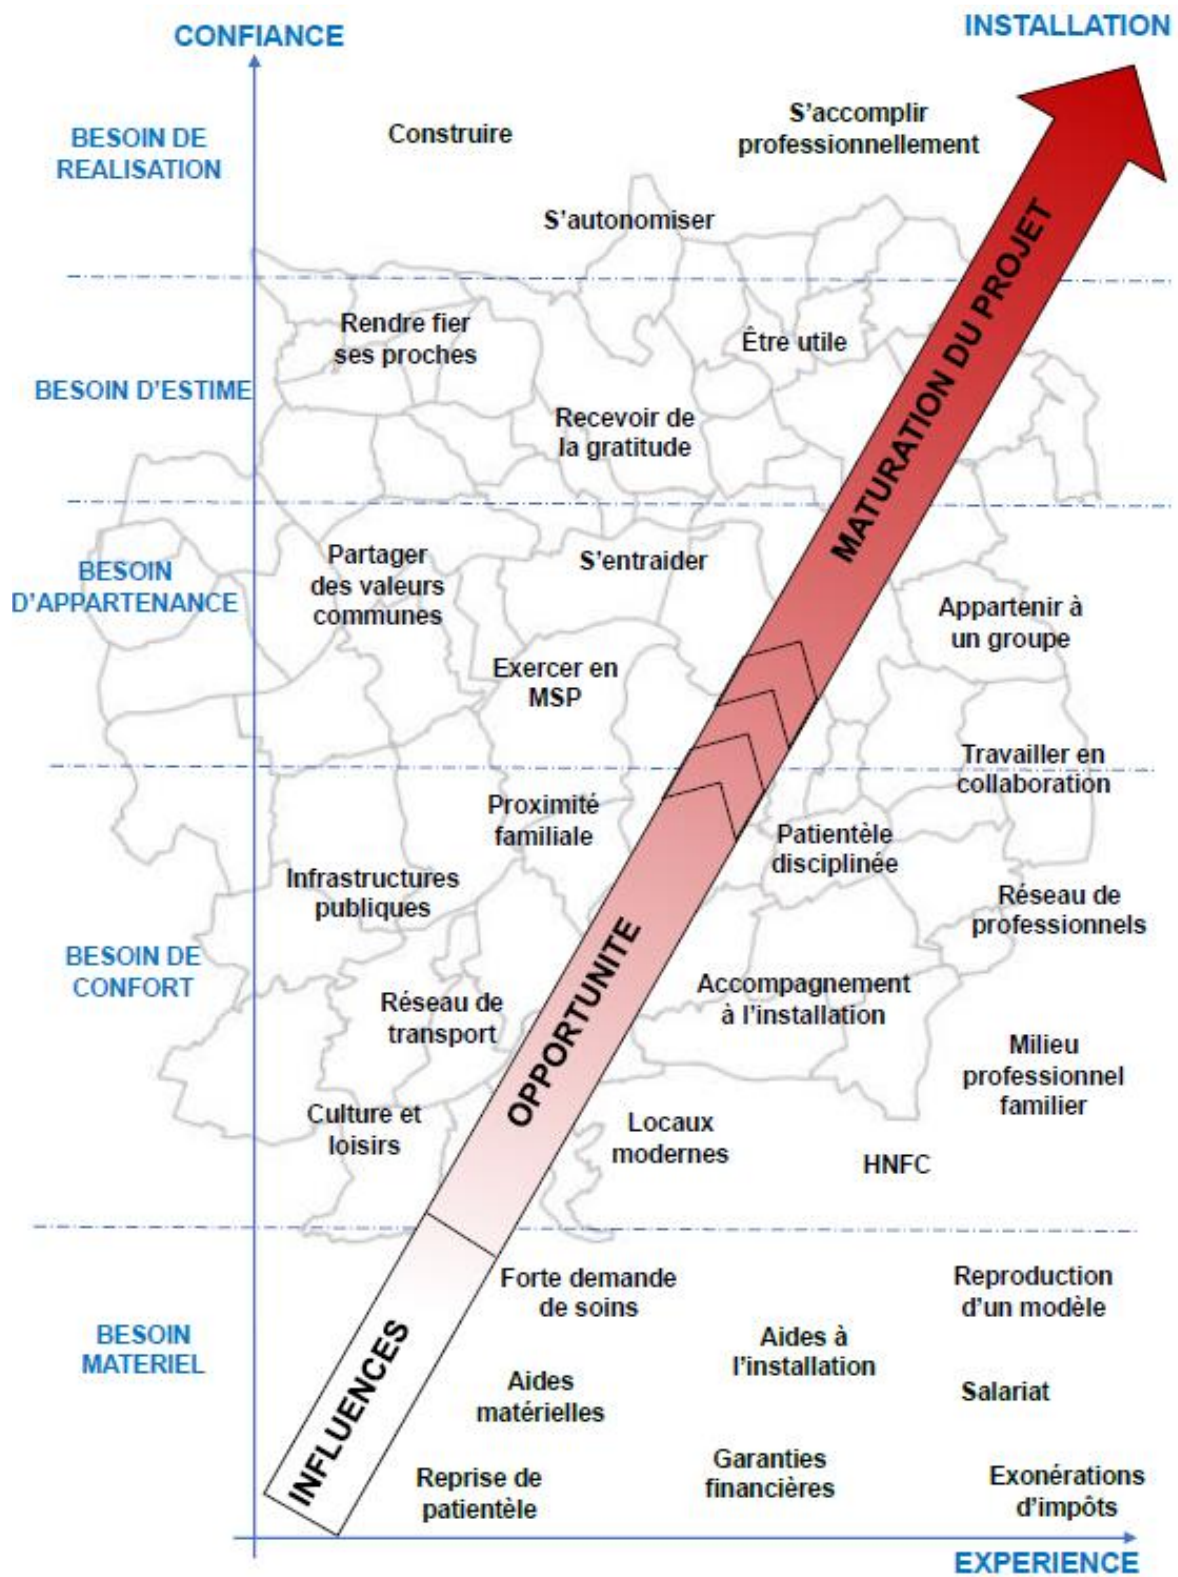 CONFIANCE
INSTALLATION
BESOIN DE
REALISATION
Construire
S'accomplir
professionnellement
S'autonomiser
BESOIN D'ESTIME
Rendre fier
ses proches
Être utile
Recevoir de
la gratitude
MATURATION DU PROJET
BESOIN
D'APPARTENANCE
Partager
des valeurs
communes
S'entraider
Appartenir à
un groupe
Exercer en
MSP
Travailler en
collaboration
BESOIN DE
CONFORT
Proximité
familiale
Patientèle
disciplinée
Infrastructures
publiques
Réseau de
professionnels
OPPORTUNITE
Réseau de
transport
Accompagnement
à l'installation
Milieu
professionnel
familier
Culture et
loisirs
Locaux
modernes
HNFC
BESOIN
MATERIEL
INFLUENCES
Forte demande
de soins
Reproduction
d'un modèle
Aides à
l'installation
Aides
matérielles
Salariat
Reprise de
patientèle
Garanties
financières
Exonérations
d'impôts
EXPERIENCE